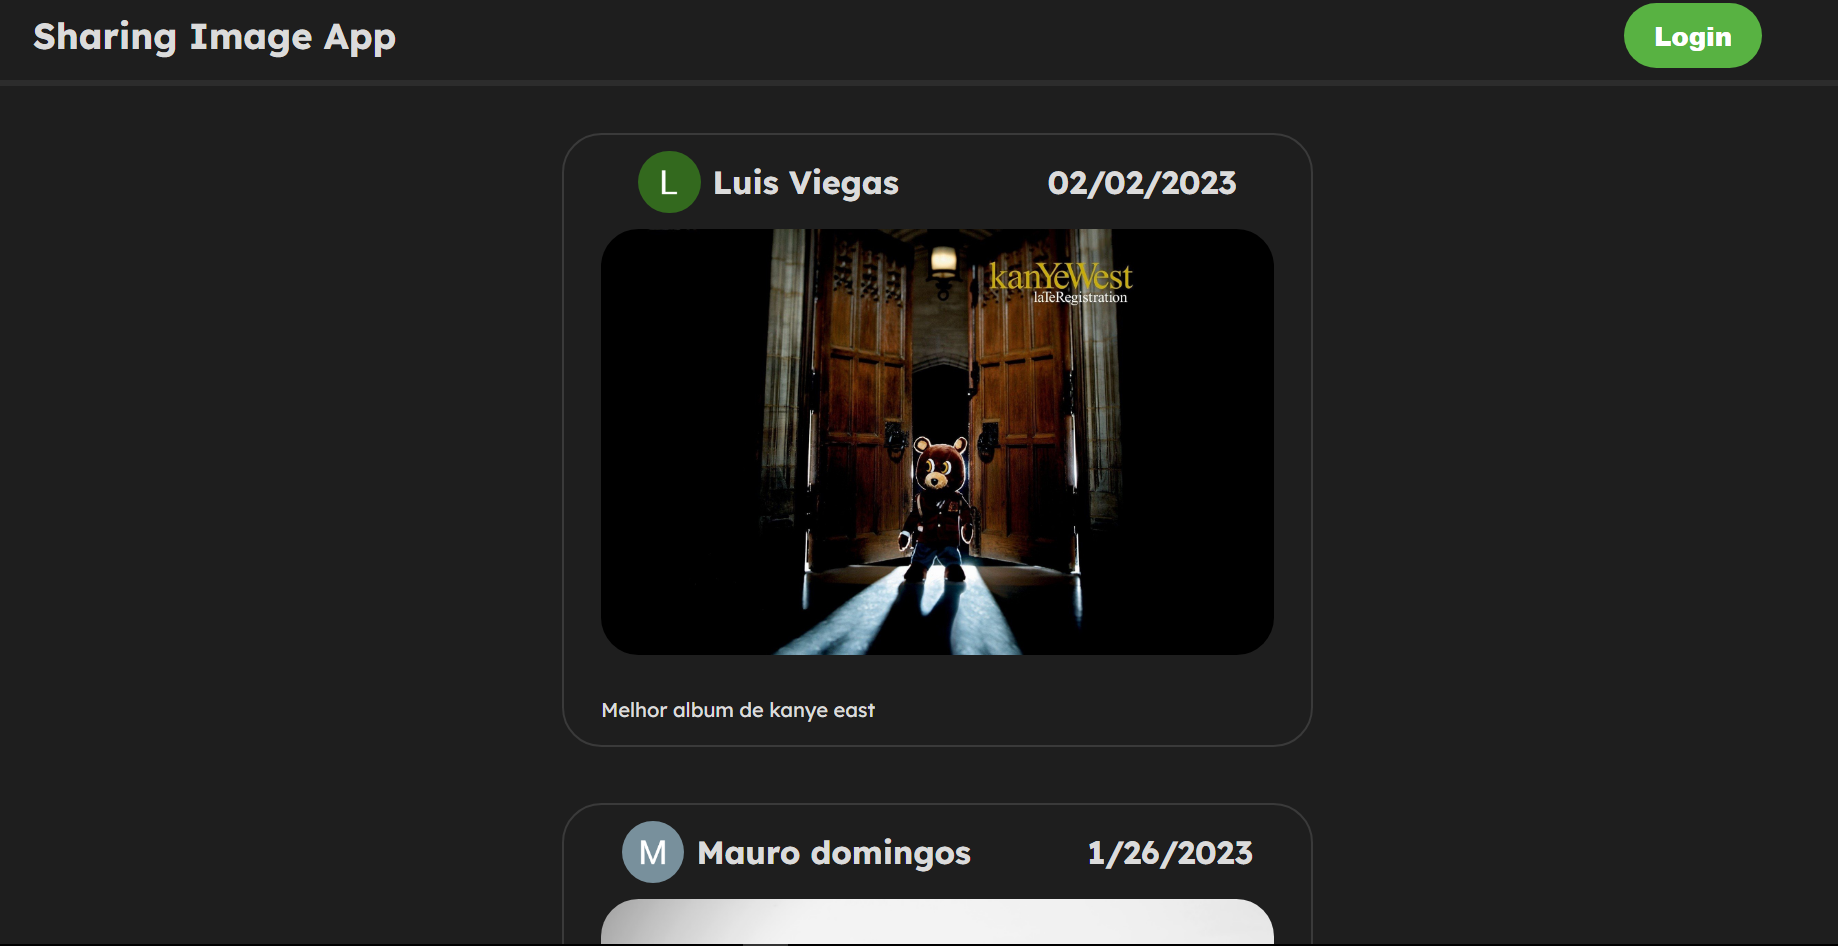 Sharing Image App
Login
L
Luis Viegas
02/02/2023
kanYeWest
laTeRegistration
Melhor album de kanye east
M
Mauro domingos
1/26/2023